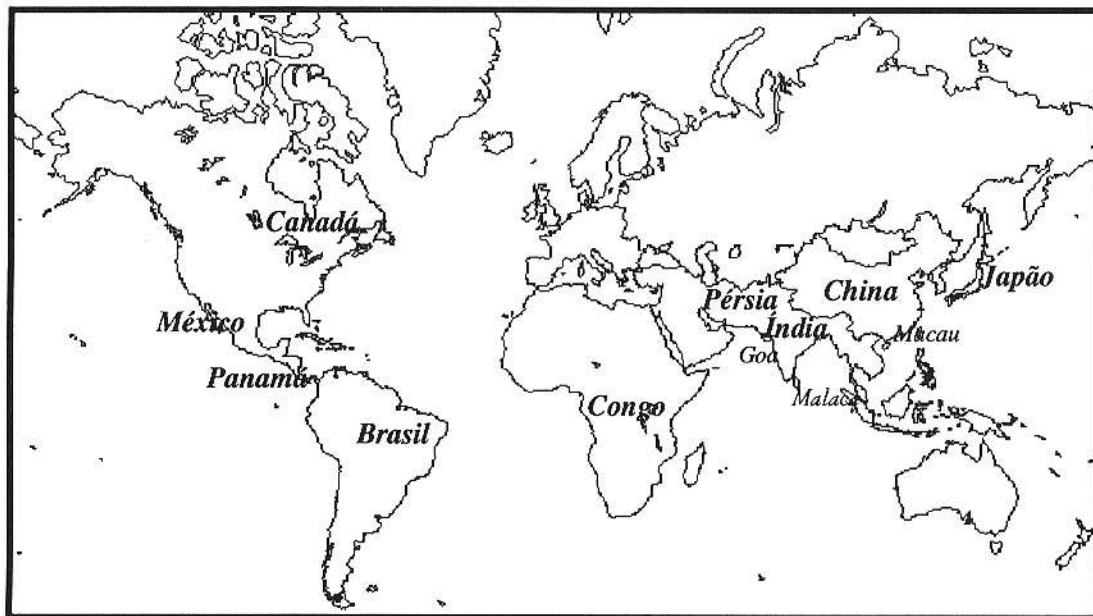 Canadá
Japão
China
Pérsia
México
Índia
Macau
Goa
Panamá
Malaca
Congo
Brasil